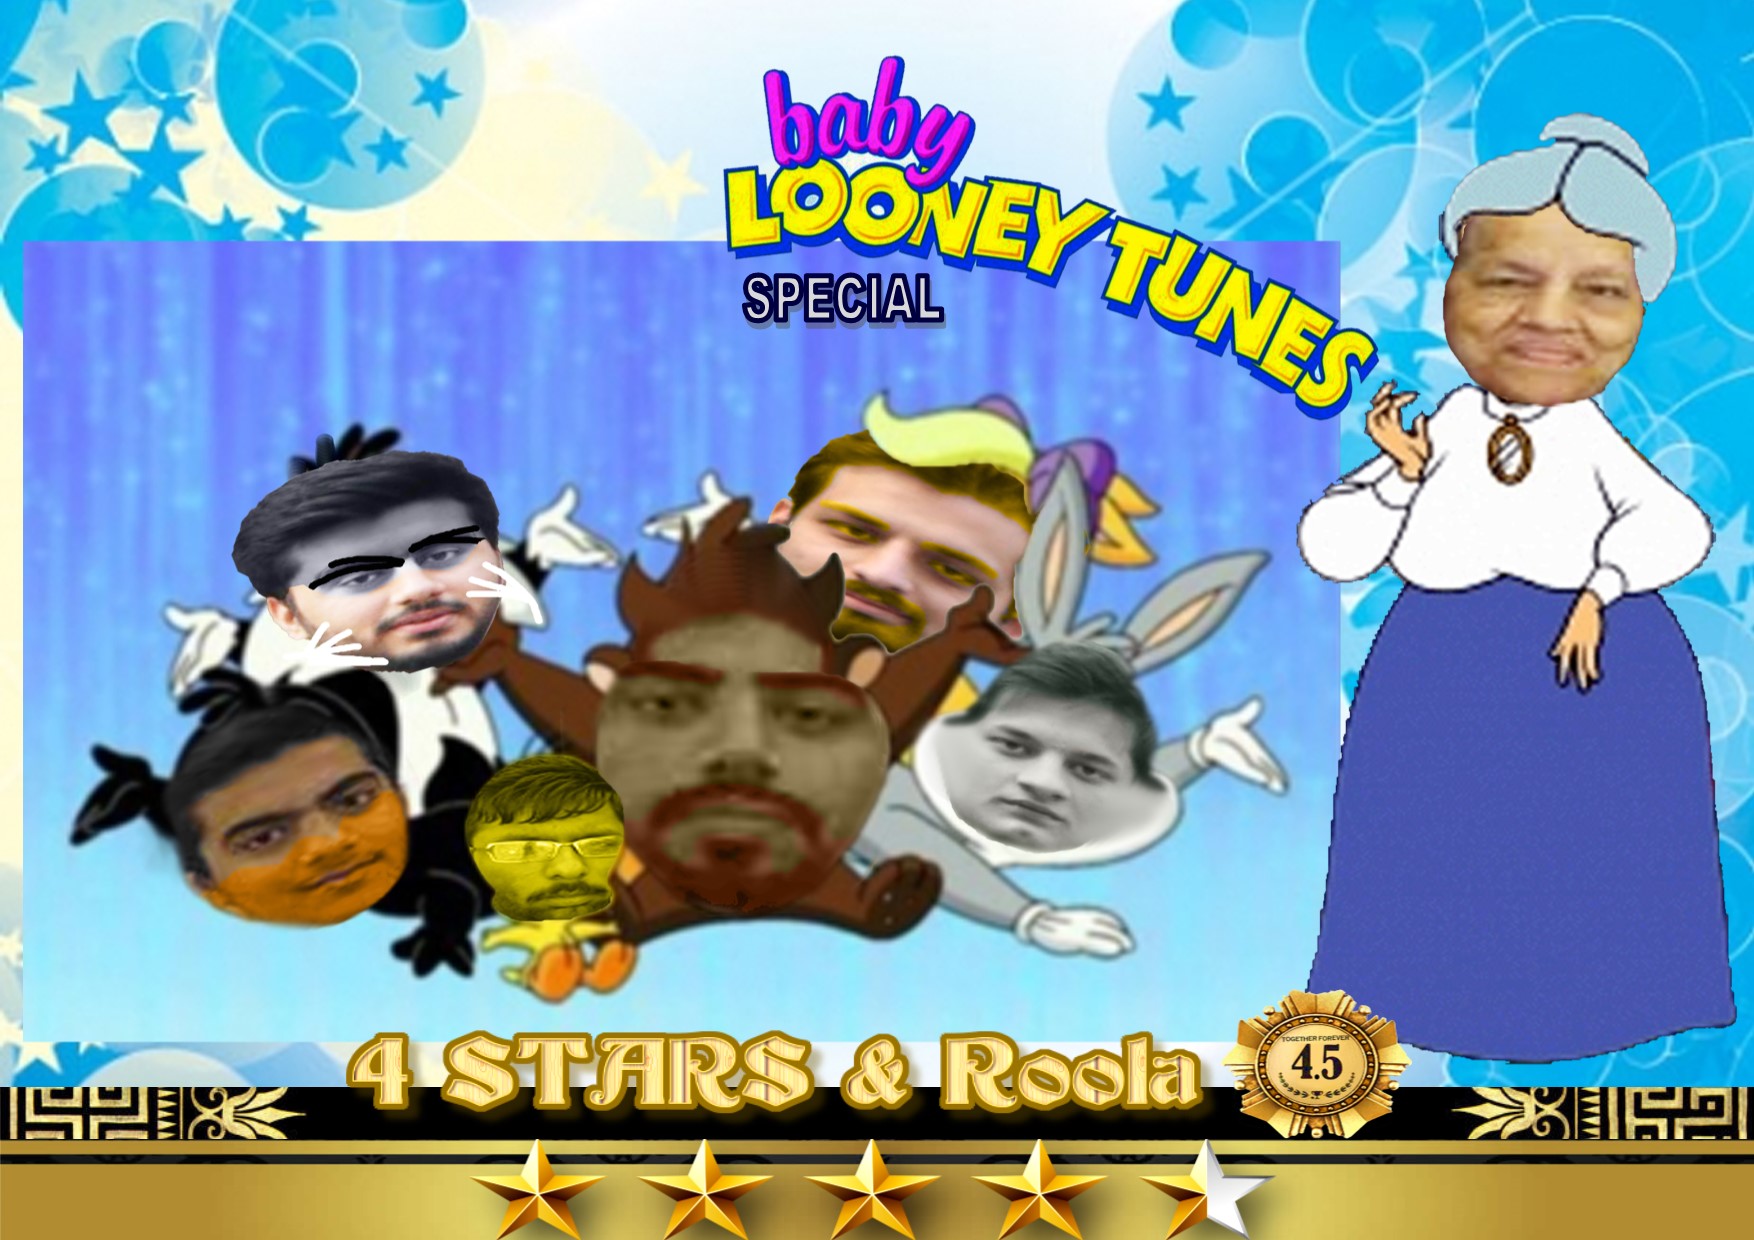 baby
LOONEY TUNES
SPECIAL
4 STARS & Roola
TOGETHER FOREVER
4.5